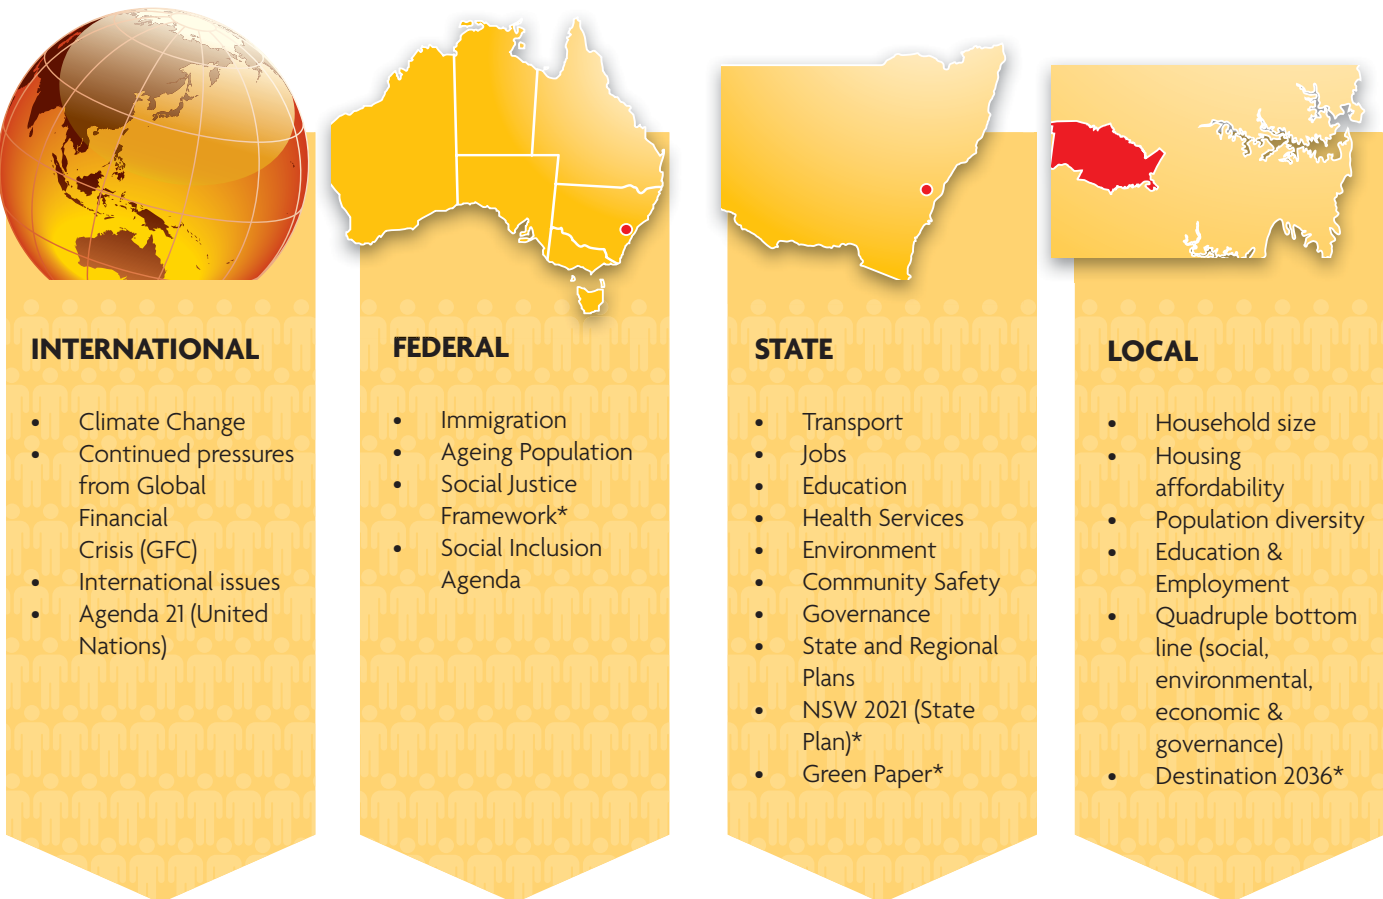 INTERNATIONAL
• Climate Change
• Continued pressures
from Global
Financial
Crisis (GFC)
• International issues
• Agenda 21 (United
Nations)
FEDERAL
• Immigration
• Ageing Population
• Social Justice
Framework*
• Social Inclusion
Agenda
STATE
• Transport
• Jobs
• Education
• Health Services
• Environment
• Community Safety
• Governance
• State and Regional
Plans
• NSW 2021 (State
Plan)*
• Green Paper*
LOCAL
• Household size
• Housing
affordability
• Population diversity
• Education &
Employment
• Quadruple bottom
line (social,
environmental,
economic &
governance)
• Destination 2036*